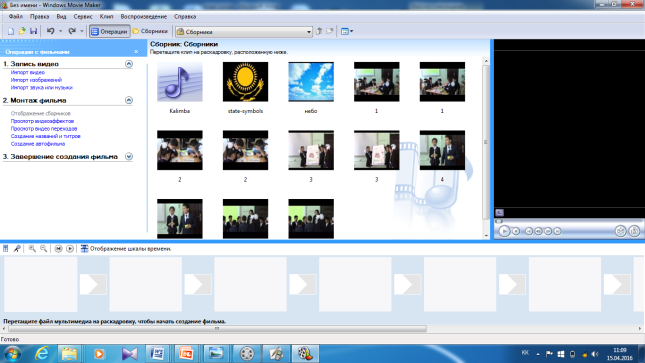 Без имени - Windows Movie Maker
Файл Правка Вид Сервис Клип Воспроизведение Справка
Операции Сборники Сборники
Операции с фильмами
Сборник: Сборники
Перетащите клип на раскадровку, расположенную ниже.
1. Запись видео
Импорт видео
Импорт изображений
Импорт звука или музыки
2. Монтаж фильма
Отображение сборников
Просмотр видеоэффектов
Просмотр видео переходов
Создание названий и титров
Создание автофильма
3. Завершение создания фильма
Kalimba state-symbols небо 1 1
2 2 3 3 4
Отображение шкалы времени.
Перетащите файл мультимедиа на раскадровку, чтобы начать создание фильма.
Готово
KK 11:09
15.04.2016